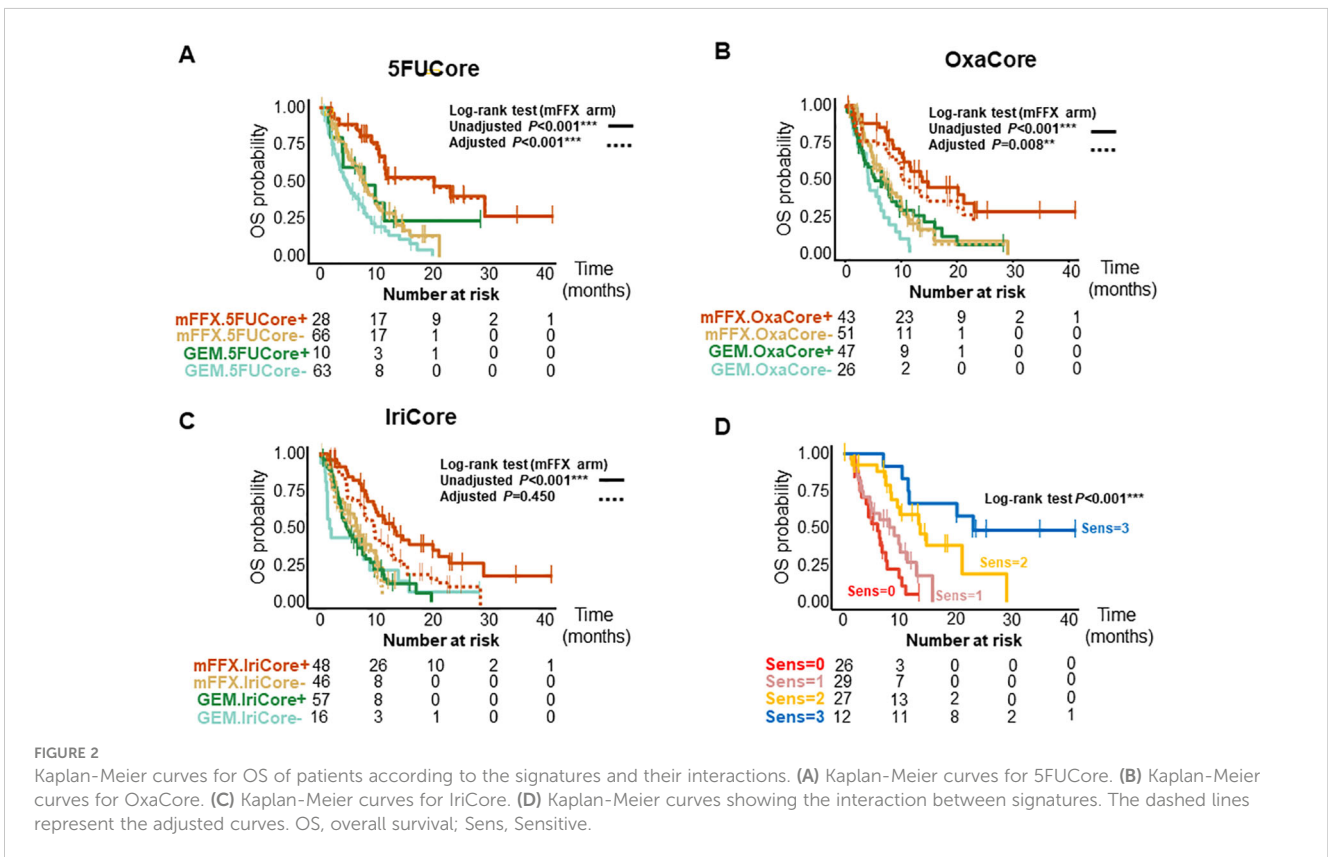 A
5FUCore
Log-rank test (mFFX arm)
Unadjusted P<0.001***
Adjusted P<0.001***
OS probability
1.00
0.75
0.50
0.25
0.00
0 10 20 30 40
Time (months)
Number at risk
mFFX.5FUCore+ 28 17 9 2 1
mFFX.5FUCore- 66 17 1 0 0
GEM.5FUCore+ 10 3 1 0 0
GEM.5FUCore- 63 8 0 0 0
B
OxaCore
Log-rank test (mFFX arm)
Unadjusted P<0.001***
Adjusted P=0.008**
OS probability
1.00
0.75
0.50
0.25
0.00
0 10 20 30 40
Time (months)
Number at risk
mFFX.OxaCore+ 43 23 9 2 1
mFFX.OxaCore- 51 11 1 0 0
GEM.OxaCore+ 47 9 1 0 0
GEM.OxaCore- 26 2 0 0 0
C
IriCore
Log-rank test (mFFX arm)
Unadjusted P<0.001***
Adjusted P=0.450
OS probability
1.00
0.75
0.50
0.25
0.00
0 10 20 30 40
Time (months)
Number at risk
mFFX.IriCore+ 48 26 10 2 1
mFFX.IriCore- 46 8 0 0 0
GEM.IriCore+ 57 8 0 0 0
GEM.IriCore- 16 3 1 0 0
D
Log-rank test P<0.001***
OS probability
1.00
0.75
0.50
0.25
0.00
Sens=3
Sens=2
Sens=0
Sens=1
0 10 20 30 40
Time (months)
Number at risk
Sens=0 26 3 0 0 0
Sens=1 29 7 0 0 0
Sens=2 27 13 2 0 0
Sens=3 12 11 8 2 1
FIGURE 2
Kaplan-Meier curves for OS of patients according to the signatures and their interactions. (A) Kaplan-Meier curves for 5FUCore. (B) Kaplan-Meier
curves for OxaCore. (C) Kaplan-Meier curves for IriCore. (D) Kaplan-Meier curves showing the interaction between signatures. The dashed lines
represent the adjusted curves. OS, overall survival; Sens, Sensitive.